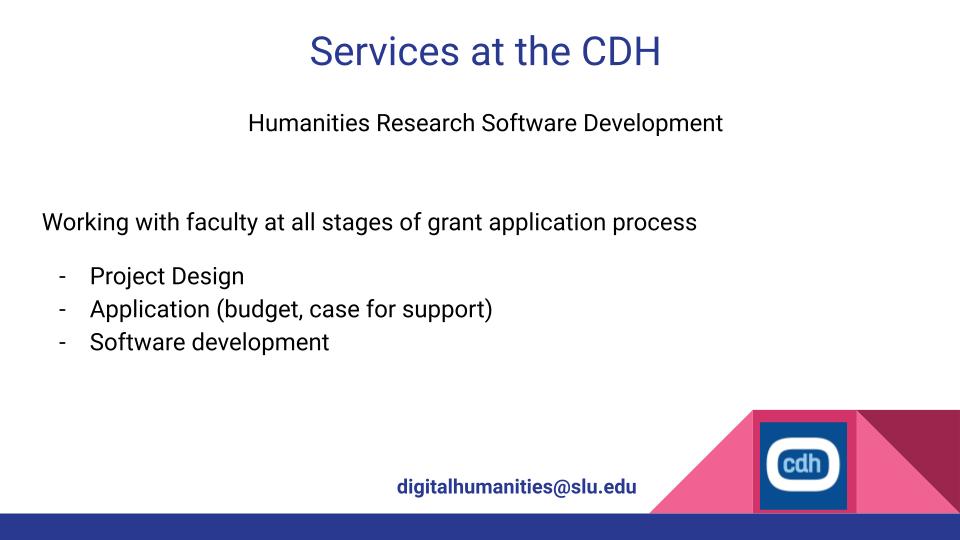 Services at the CDH
Humanities Research Software Development
Working with faculty at all stages of grant application process
- Project Design
- Application (budget, case for support)
- Software development
cdh
digitalhumanities@slu.edu